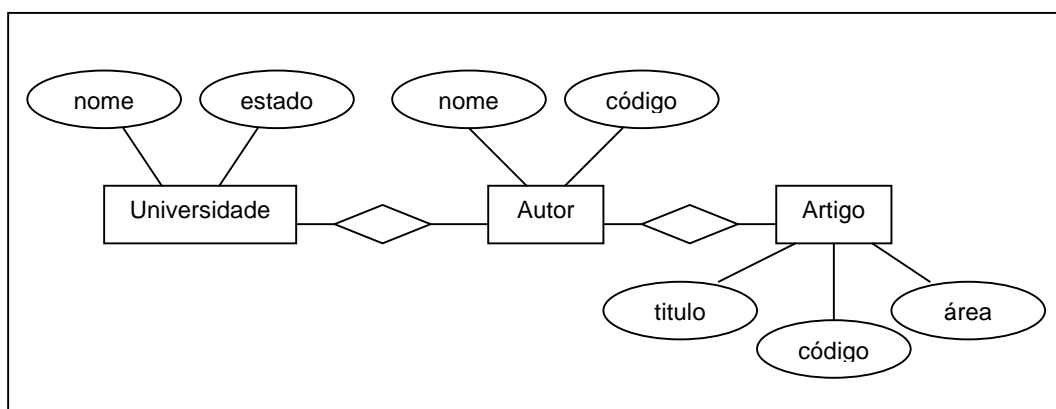 nome
estado
nome
código
Universidade
Autor
Artigo
titulo
código
área